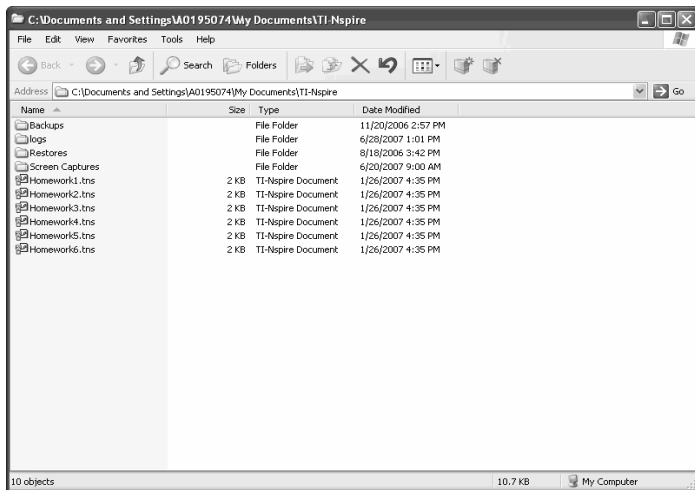 C:\Documents and Settings\A0195074\My Documents\TI-Nspire
File Edit View Favorites Tools Help
Back Search Folders
Address C:\Documents and Settings\A0195074\My Documents\TI-Nspire Go
Name Size Type Date Modified
Backups File Folder 11/20/2006 2:57 PM
logs File Folder 6/28/2007 1:01 PM
Restores File Folder 8/18/2006 3:42 PM
Screen Captures File Folder 6/20/2007 9:00 AM
Homework1.tns 2 KB TI-Nspire Document 1/26/2007 4:35 PM
Homework2.tns 2 KB TI-Nspire Document 1/26/2007 4:35 PM
Homework3.tns 2 KB TI-Nspire Document 1/26/2007 4:35 PM
Homework4.tns 2 KB TI-Nspire Document 1/26/2007 4:35 PM
Homework5.tns 2 KB TI-Nspire Document 1/26/2007 4:35 PM
Homework6.tns 2 KB TI-Nspire Document 1/26/2007 4:35 PM
10 objects 10.7 KB My Computer